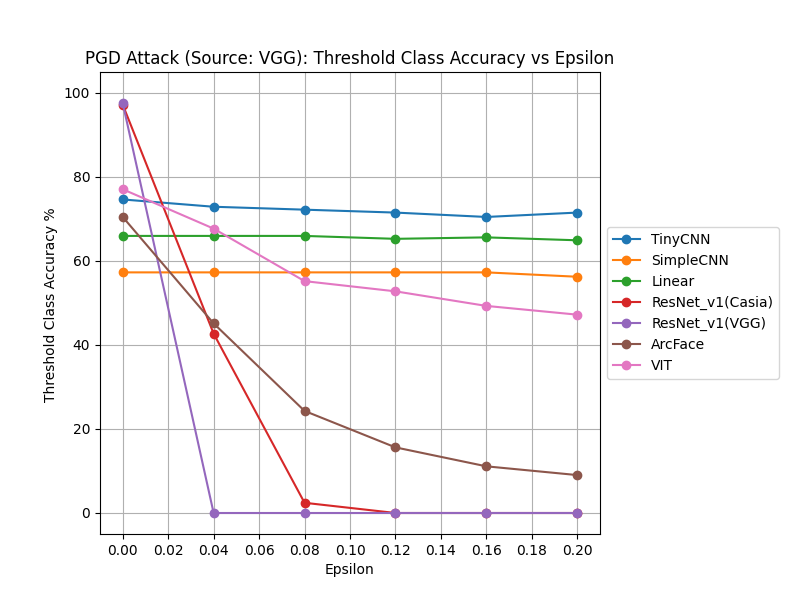 PGD Attack (Source: VGG): Threshold Class Accuracy vs Epsilon
Threshold Class Accuracy %
100
80
60
40
20
0
0.00 0.02 0.04 0.06 0.08 0.10 0.12 0.14 0.16 0.18 0.20
Epsilon
TinyCNN
SimpleCNN
Linear
ResNet_v1(Casia)
ResNet_v1(VGG)
ArcFace
VIT